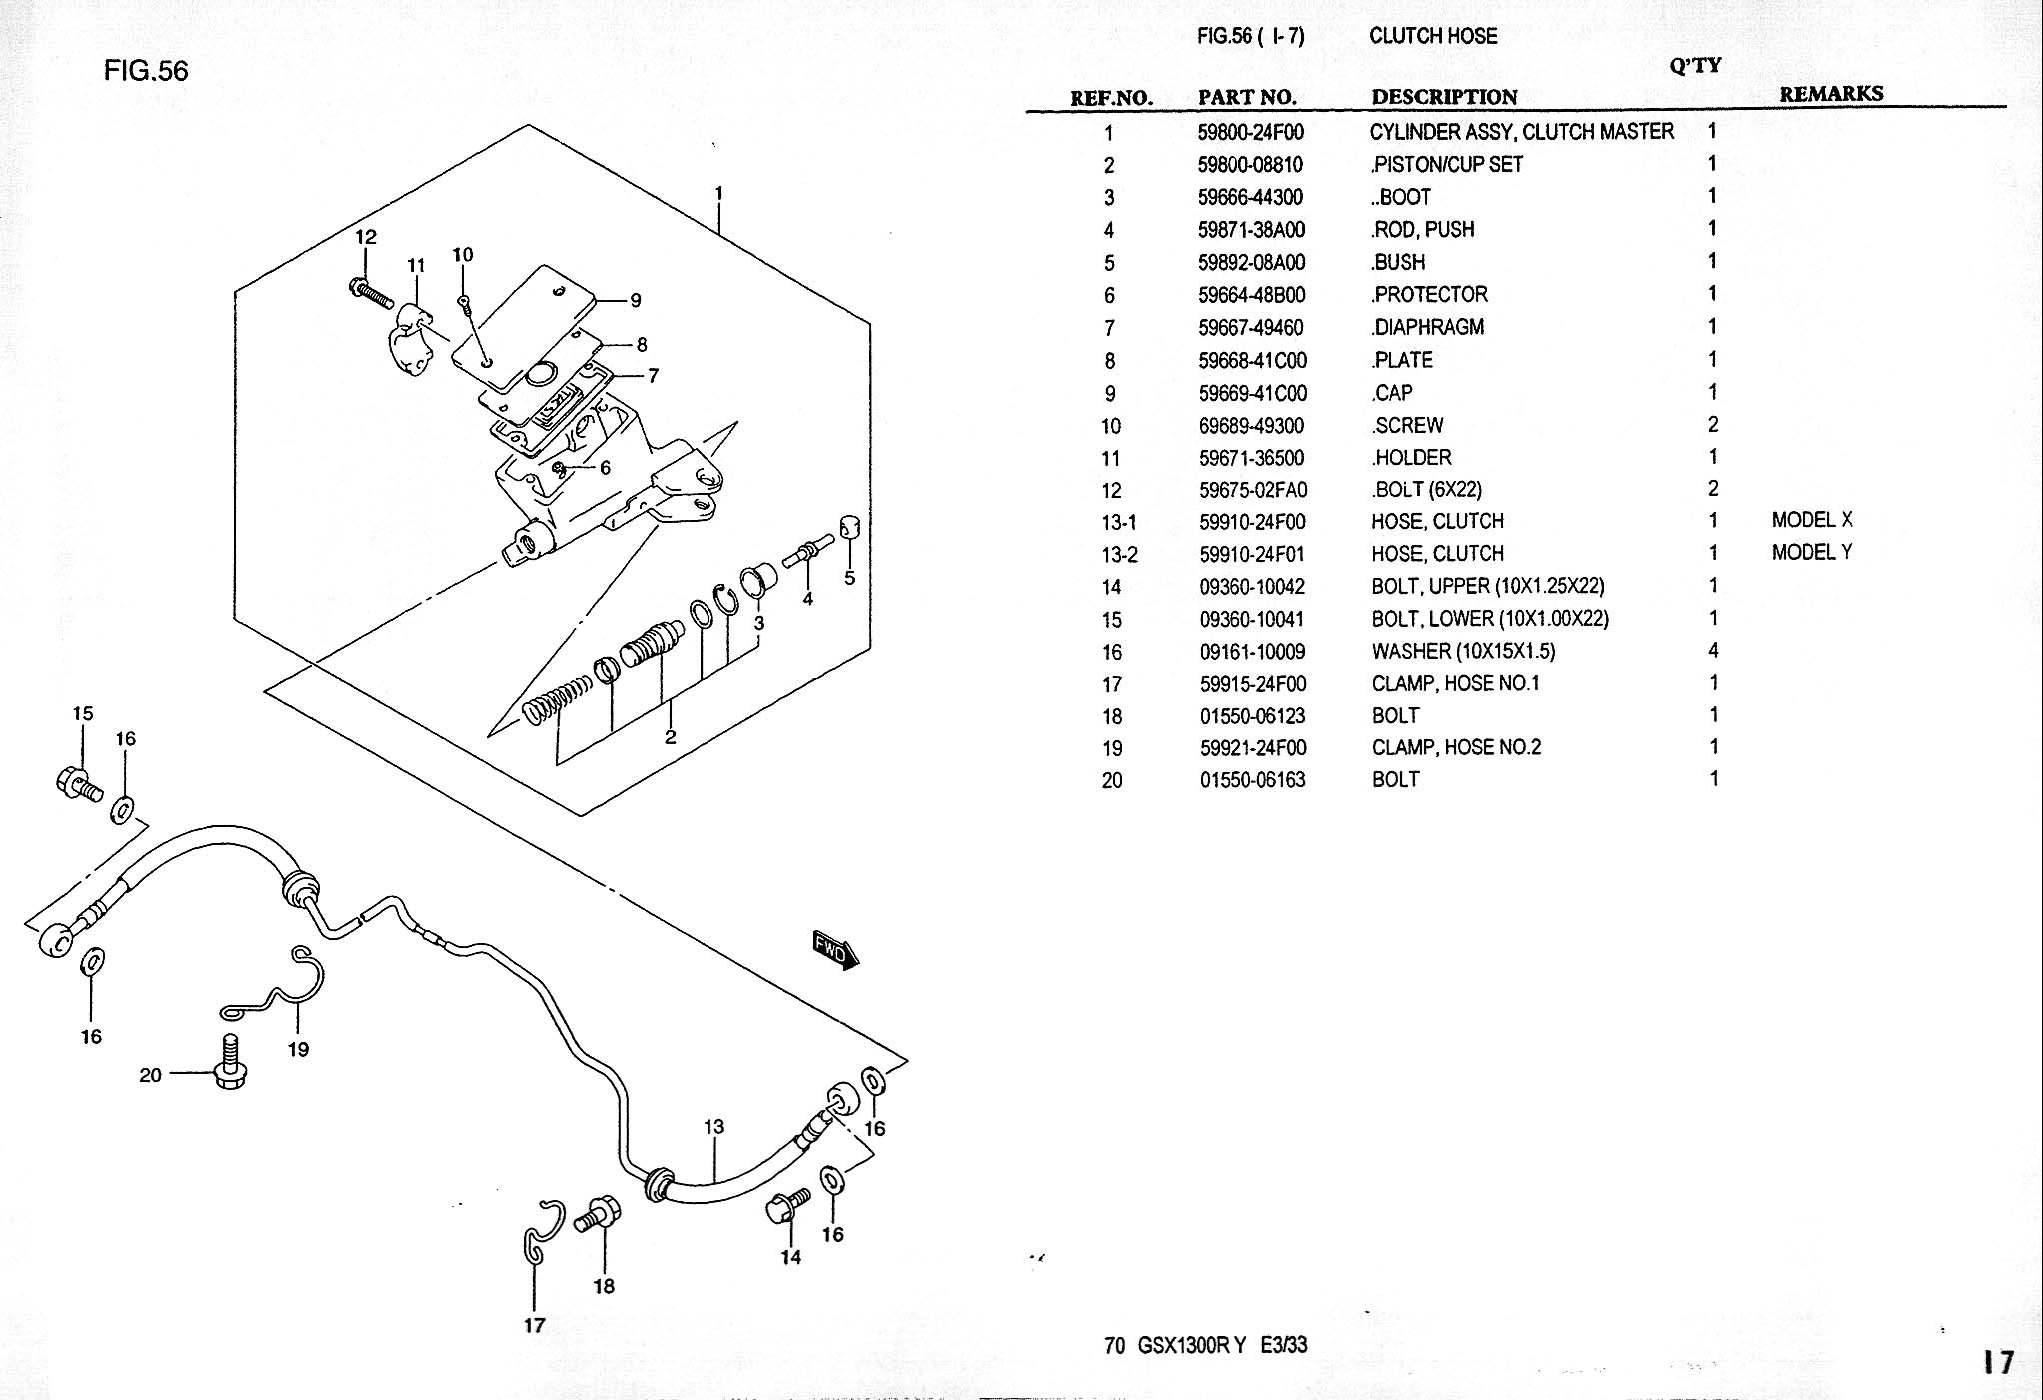 FIG.56
FIG.56 ( I-7) CLUTCH HOSE
REF.NO. PART NO. DESCRIPTION Q'TY REMARKS
1 59800-24F00 CYLINDER ASSY, CLUTCH MASTER 1
2 59800-08810 .PISTON/CUP SET 1
3 59666-44300 ..BOOT 1
4 59871-38A00 .ROD, PUSH 1
5 59892-08A00 .BUSH 1
6 59664-48B00 .PROTECTOR 1
7 59667-49460 .DIAPHRAGM 1
8 59668-41C00 .PLATE 1
9 59669-41C00 .CAP 1
10 69689-49300 .SCREW 2
11 59671-36500 .HOLDER 1
12 59675-02FA0 .BOLT (6X22) 2
13-1 59910-24F00 HOSE, CLUTCH 1 MODEL X
13-2 59910-24F01 HOSE, CLUTCH 1 MODEL Y
14 09360-10042 BOLT, UPPER (10X1.25X22) 1
15 09360-10041 BOLT, LOWER (10X1.00X22) 1
16 09161-10009 WASHER (10X15X1.5) 4
17 59915-24F00 CLAMP, HOSE NO.1 1
18 01550-06123 BOLT 1
19 59921-24F00 CLAMP, HOSE NO.2 1
20 01550-06163 BOLT 1
1
12
11
10
9
8
7
6
5
4
3
2
15
16
16
19
20
FWD
13
16
16
14
18
17
70 GSX1300R Y E3/33
17